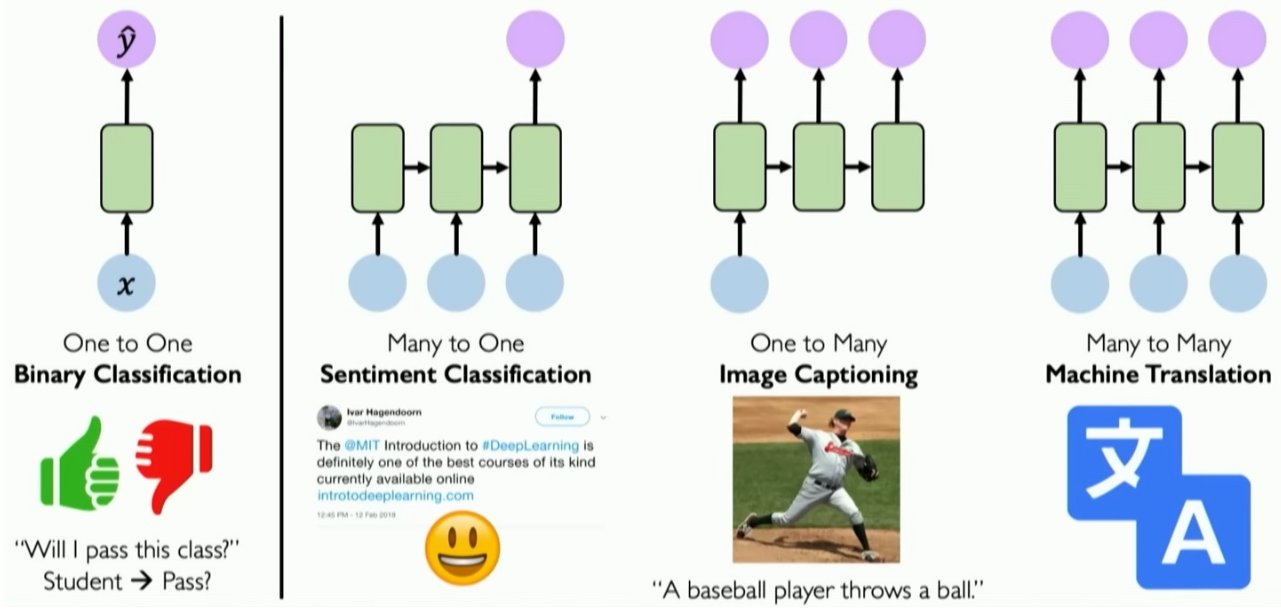 ŷ
x
One to One
Binary Classification
"Will I pass this class?"
Student → Pass?
Many to One
Sentiment Classification
Ivar Hagendoorn
@IvarHagendoorn
Follow
The @MIT Introduction to #DeepLearning is
definitely one of the best courses of its kind
currently available online
introtodeeplearning.com
12:45 PM - 12 Feb 2018
One to Many
Image Captioning
"A baseball player throws a ball."
Many to Many
Machine Translation
文
A